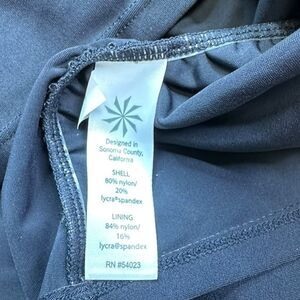 Designed in
Sonoma County,
California
SHELL
80% nylon/
20%
lycra®spandex
LINING
84% nylon/
16%
lycra®spandex
RN #54023